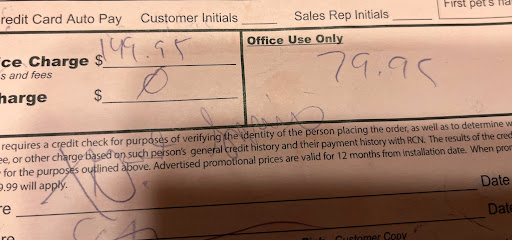 redit Card Auto Pay Customer Initials Sales Rep Initials
First pet's na
ce Charge $ 149.95
s and fees
Office Use Only
79.95
harge $ 0
requires a credit check for purposes of verifying the identity of the person placing the order, as well as to determine w
ee, or other charge based on such person's general credit history and their payment history with RCN. The results of the cred
for the purposes outlined above. Advertised promotional prices are valid for 12 months from installation date. When pro
9.99 will apply.
Date
re
Date
Customer Copy